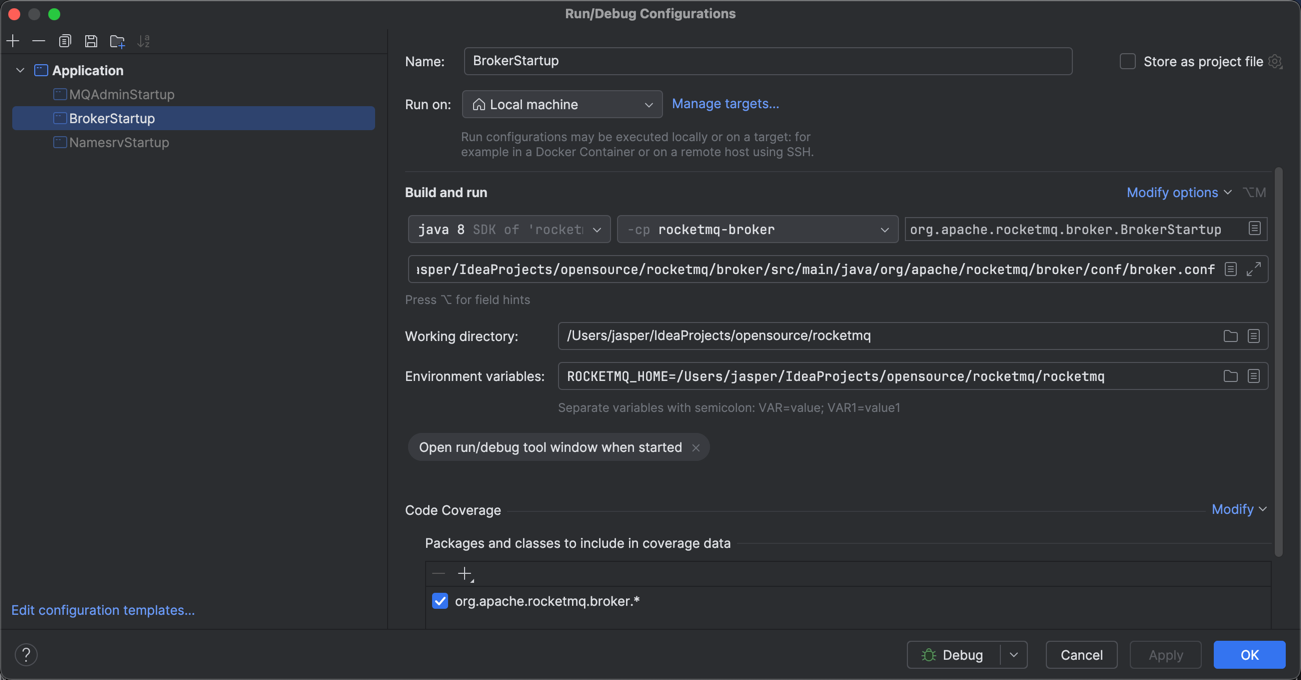 Run/Debug Configurations
Application
MQAdminStartup
BrokerStartup
NamesrvStartup
Edit configuration templates...
Name: BrokerStartup
Store as project file
Run on: Local machine Manage targets...
Run configurations may be executed locally or on a target: for
example in a Docker Container or on a remote host using SSH.
Build and run
Modify options ⌥M
java 8 SDK of 'rocket -cp rocketmq-broker org.apache.rocketmq.broker.BrokerStartup
asper/IdeaProjects/opensource/rocketmq/broker/src/main/java/org/apache/rocketmq/broker/conf/broker.conf
Press ⌥ for field hints
Working directory: /Users/jasper/IdeaProjects/opensource/rocketmq
Environment variables: ROCKETMQ_HOME=/Users/jasper/IdeaProjects/opensource/rocketmq/rocketmq
Separate variables with semicolon: VAR=value; VAR1=value1
Open run/debug tool window when started ×
Code Coverage Modify
Packages and classes to include in coverage data
org.apache.rocketmq.broker.*
? Debug Cancel Apply OK